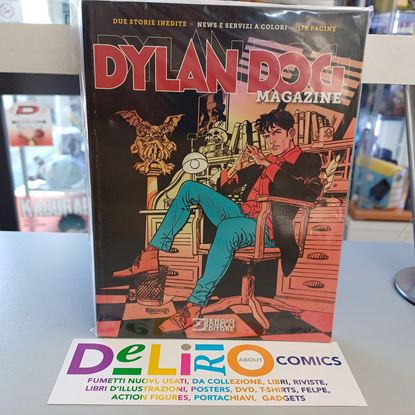 DUE STORIE INEDITE • NEWS E SERVIZI A COLORI • 176 PAGINE
DYLAN DOG
MAGAZINE
SERGIO
BONELLI
EDITORE
DeLiRiO ABOUT COMICS
FUMETTI NUOVI, USATI, DA COLLEZIONE, LIBRI, RIVISTE,
LIBRI D'ILLUSTRAZIONI, POSTERS, DVD, T-SHIRTS, FELPE,
ACTION FIGURES, PORTACHIAVI, GADGETS